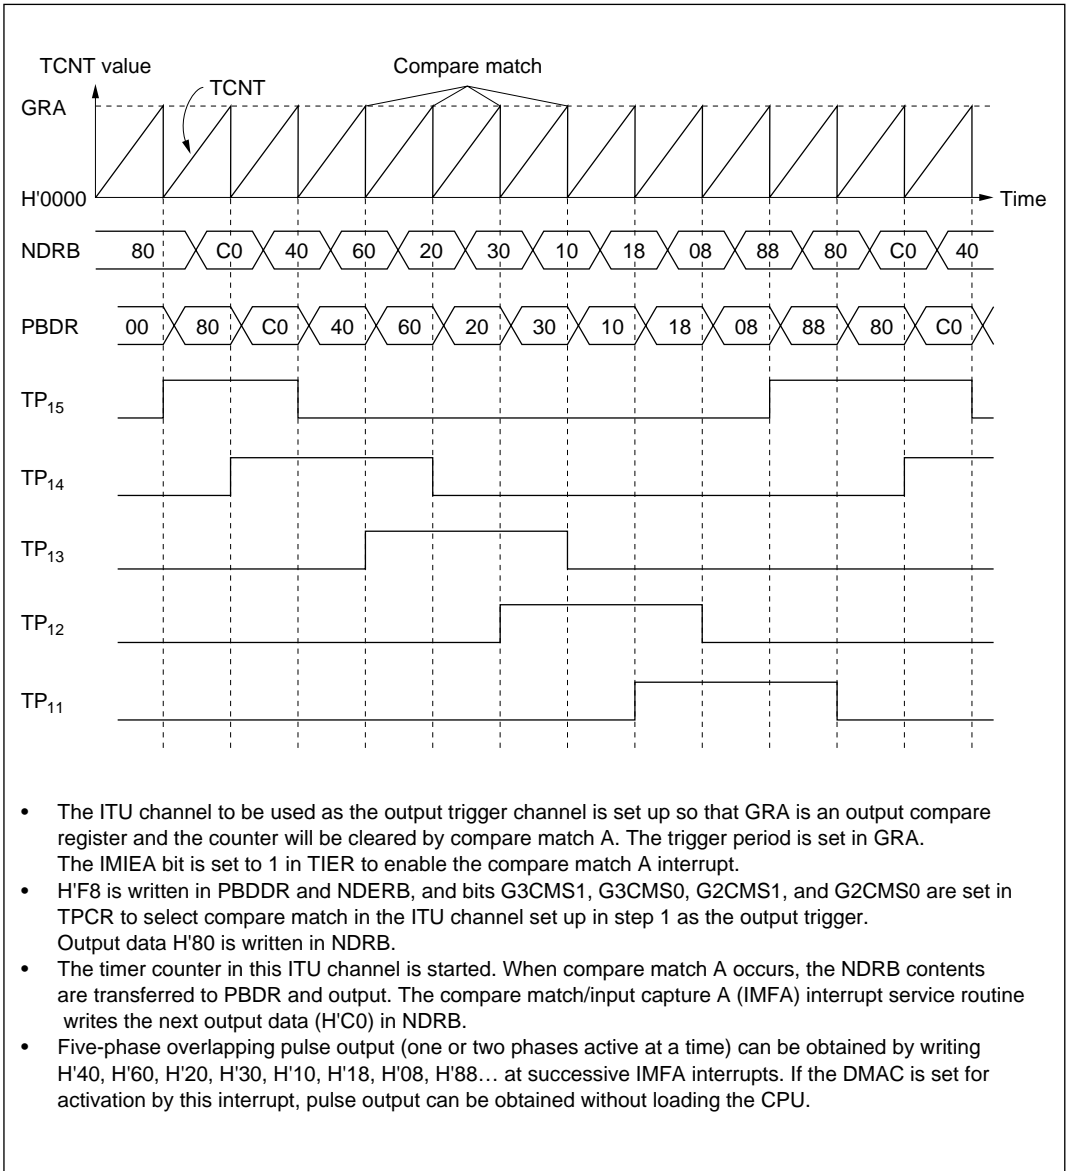 TCNT value
Compare match
TCNT
GRA
H'0000
Time
NDRB 80 C0 40 60 20 30 10 18 08 88 80 C0 40
PBDR 00 80 C0 40 60 20 30 10 18 08 88 80 C0
TP15
TP14
TP13
TP12
TP11
• The ITU channel to be used as the output trigger channel is set up so that GRA is an output compare
register and the counter will be cleared by compare match A. The trigger period is set in GRA.
The IMIEA bit is set to 1 in TIER to enable the compare match A interrupt.
• H'F8 is written in PBDDR and NDERB, and bits G3CMS1, G3CMS0, G2CMS1, and G2CMS0 are set in
TPCR to select compare match in the ITU channel set up in step 1 as the output trigger.
Output data H'80 is written in NDRB.
• The timer counter in this ITU channel is started. When compare match A occurs, the NDRB contents
are transferred to PBDR and output. The compare match/input capture A (IMFA) interrupt service routine
writes the next output data (H'C0) in NDRB.
• Five-phase overlapping pulse output (one or two phases active at a time) can be obtained by writing
H'40, H'60, H'20, H'30, H'10, H'18, H'08, H'88… at successive IMFA interrupts. If the DMAC is set for
activation by this interrupt, pulse output can be obtained without loading the CPU.